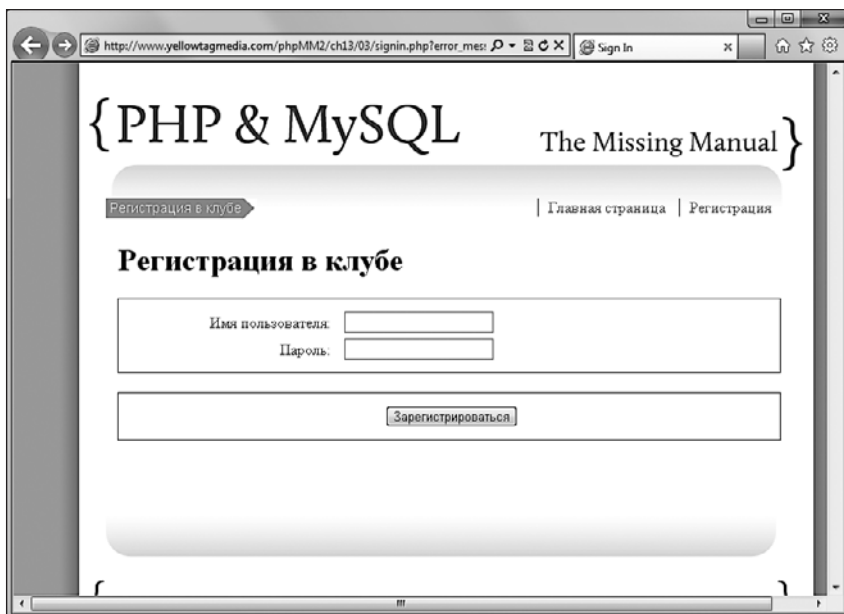 http://www.yellowtagmedia.com/phpMM2/ch13/03/signin.php?error_mes:
Sign In
{PHP & MySQL
The Missing Manual}
Регистрация в клубе
Главная страница
Регистрация
Регистрация в клубе
Имя пользователя:
Пароль:
Зарегистрироваться